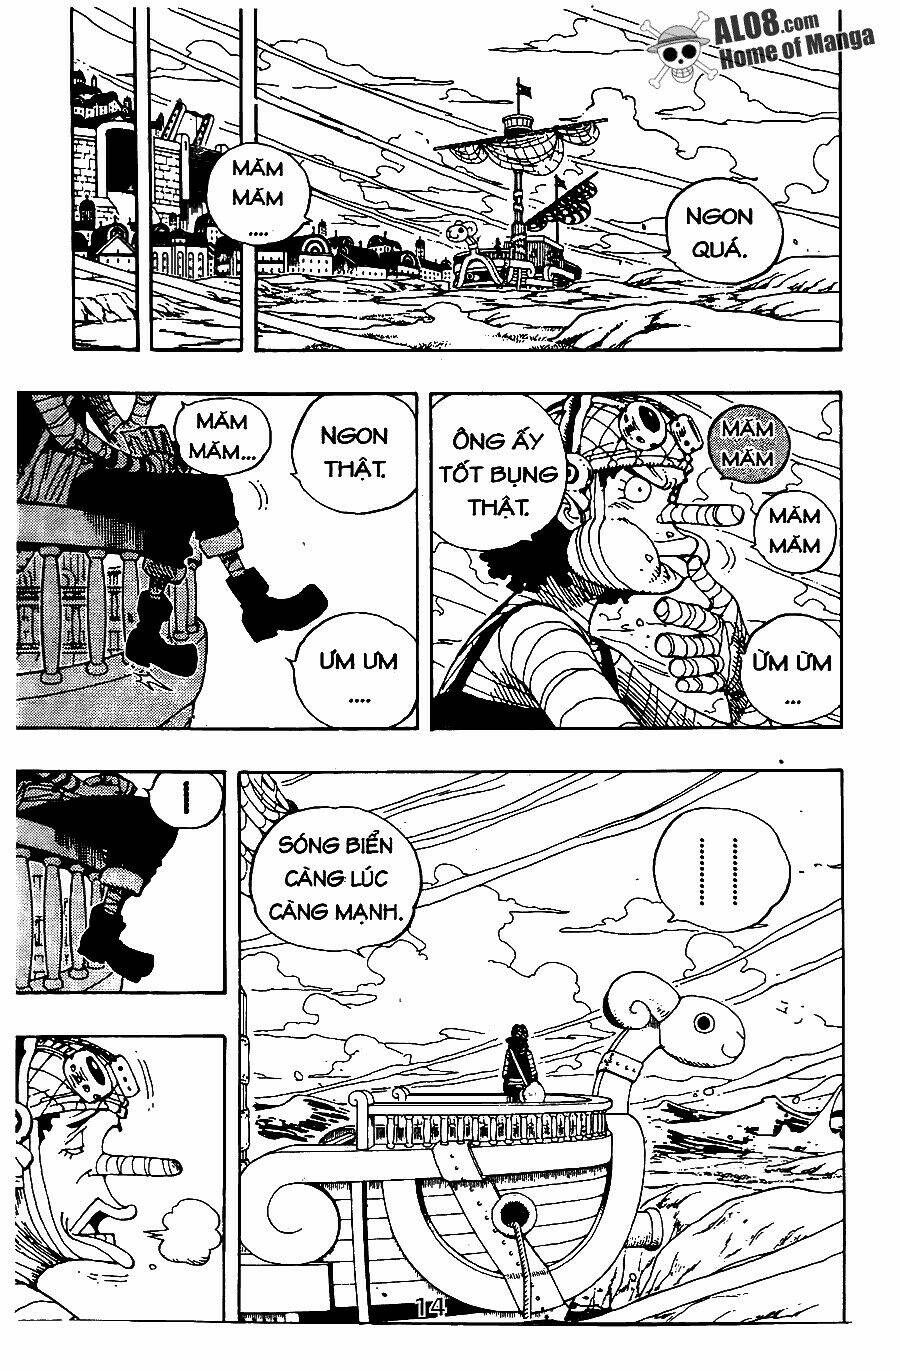 ALO8.com
Home of Manga
NGON
QUÁ.
MĂM
MĂM
....
MĂM
MĂM
MĂM
MĂM
ÔNG ẤY
TỐT BỤNG
THẬT.
ỪM ỪM
...
NGON
THẬT.
MĂM
MĂM...
ƯM ƯM
....
SÓNG BIỂN
CÀNG LÚC
CÀNG MẠNH.
14